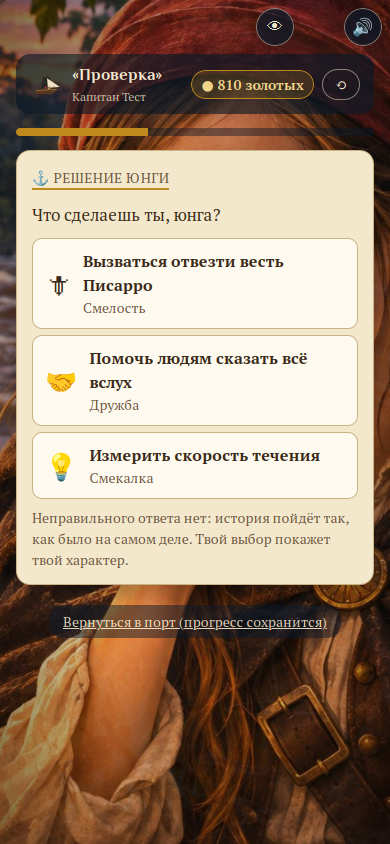 «Проверка»
Капитан Тест
810 золотых
РЕШЕНИЕ ЮНГИ
Что сделаешь ты, юнга?
Вызваться отвезти весть
Писарро
Смелость
Помочь людям сказать всё
вслух
Дружба
Измерить скорость течения
Смекалка
Неправильного ответа нет: история пойдёт так,
как было на самом деле. Твой выбор покажет
твой характер.
Вернуться в порт (прогресс сохранится)